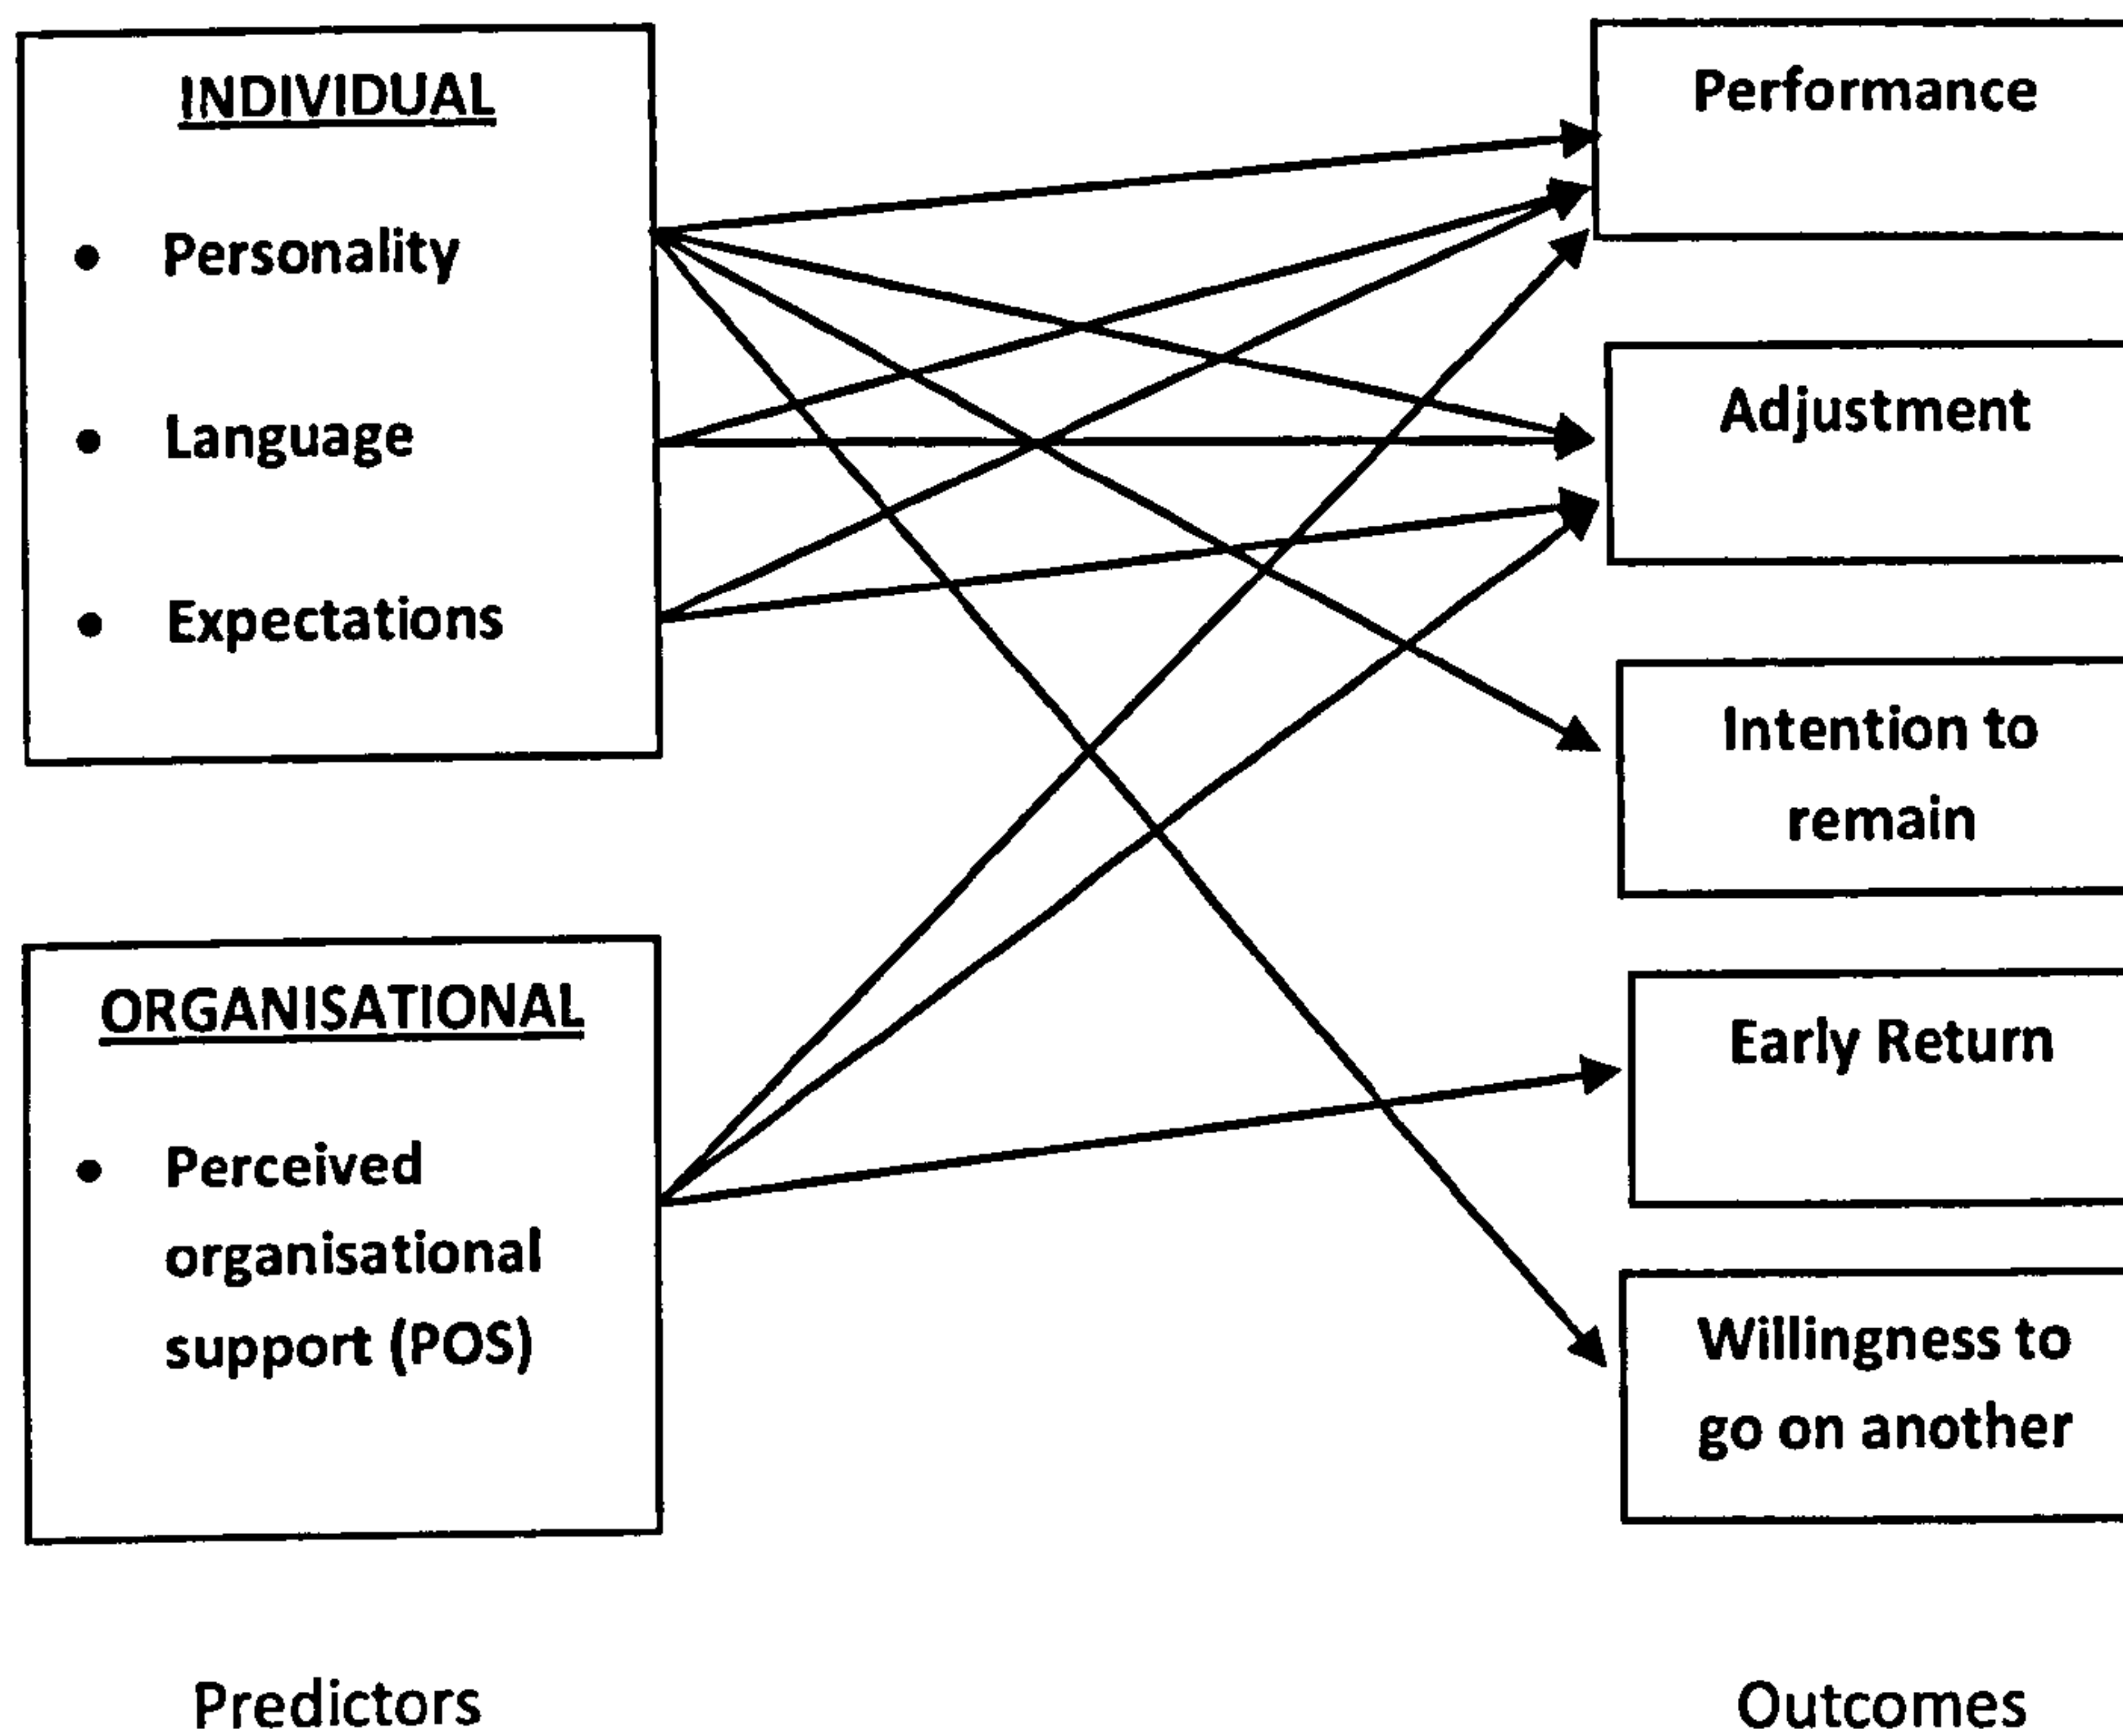 INDIVIDUAL
Personality
Language
Expectations
ORGANISATIONAL
Perceived
organisational
support (POS)
Predictors
Performance
Adjustment
Intention to
remain
Early Return
Willingness to
go on another
Outcomes